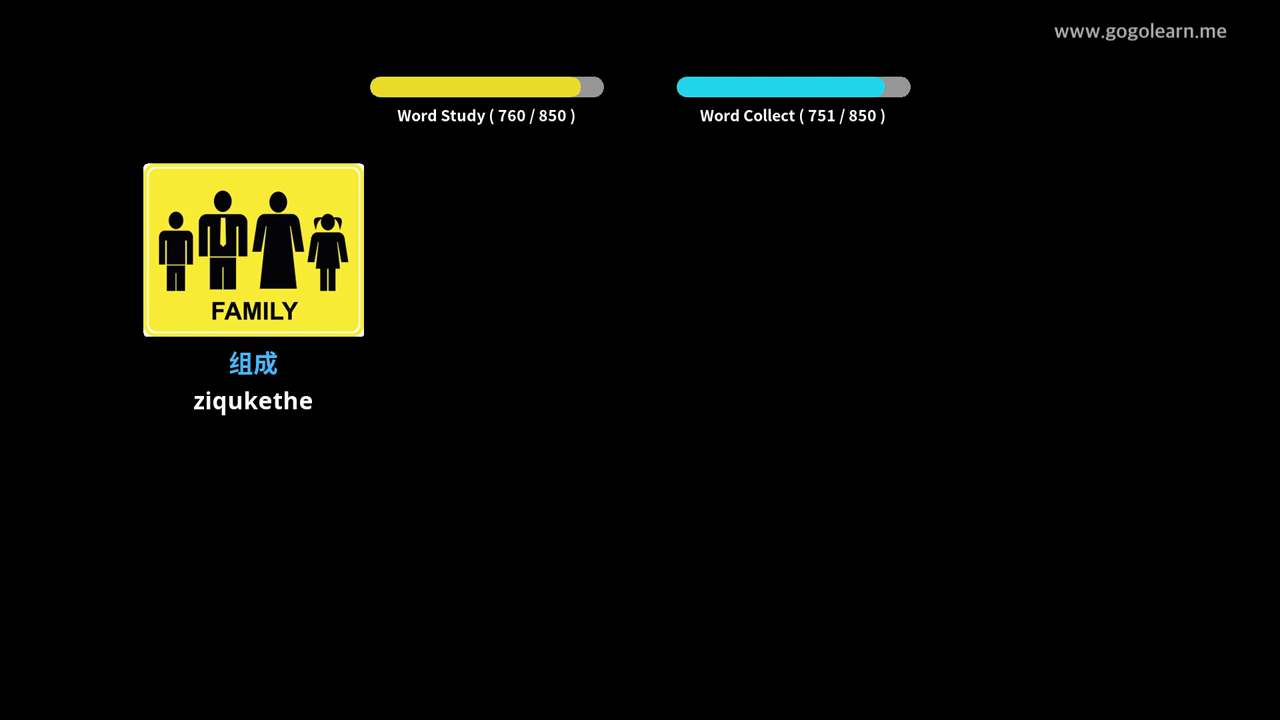 www.gogolearn.me
Word Study ( 760 / 850 )
Word Collect ( 751 / 850 )
FAMILY
组成
ziqukethe